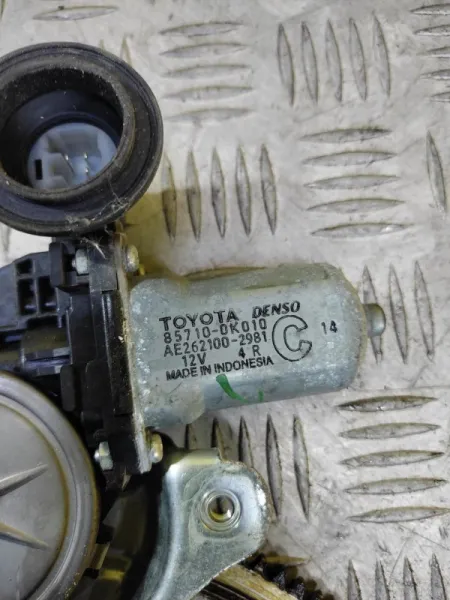 TOYOTA DENSO
85710-0K010
AE262100-2981
12V 4 R
C 14
MADE IN INDONESIA